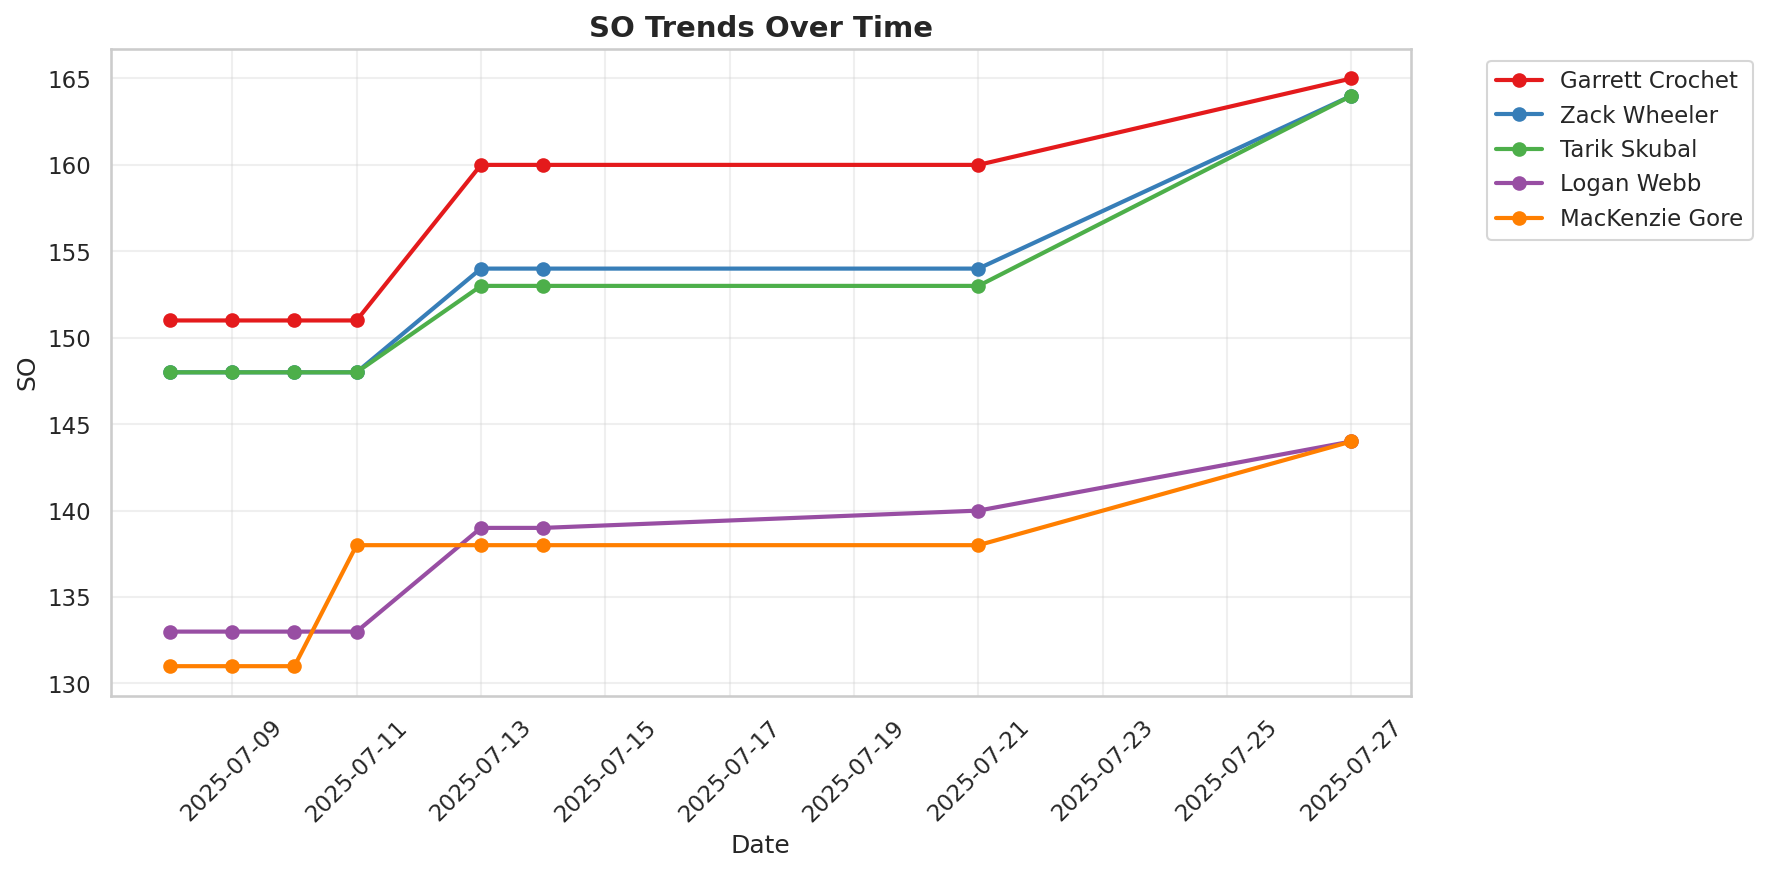 SO Trends Over Time
165
160
155
150
145
140
135
130
SO
2025-07-09
2025-07-11
2025-07-13
2025-07-15
2025-07-17
2025-07-19
2025-07-21
2025-07-23
2025-07-25
2025-07-27
Date
Garrett Crochet
Zack Wheeler
Tarik Skubal
Logan Webb
MacKenzie Gore